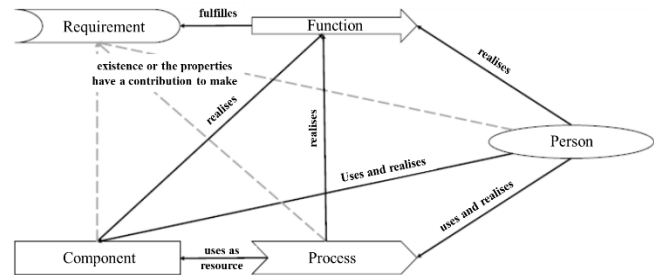 fulfilles
Requirement
Function
existence or the properties
have a contribution to make
realises
realises
realises
Person
Uses and realises
uses and realises
Component
uses as
resource
Process